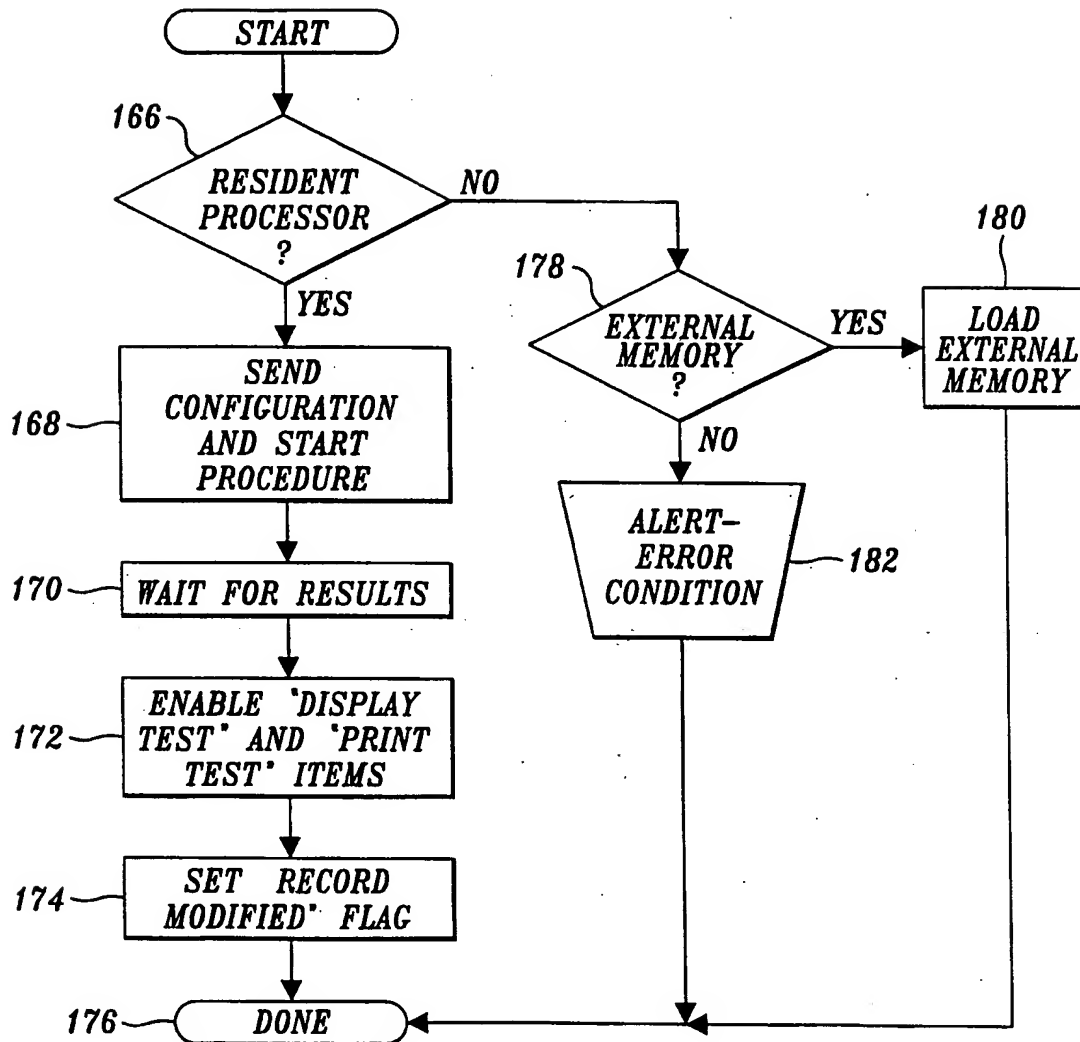 START
166
RESIDENT
PROCESSOR
?
NO
YES
178
EXTERNAL
MEMORY
?
YES
NO
180
LOAD
EXTERNAL
MEMORY
168
SEND
CONFIGURATION
AND START
PROCEDURE
ALERT-
ERROR
CONDITION
182
170
WAIT FOR RESULTS
172
ENABLE "DISPLAY
TEST" AND "PRINT
TEST" ITEMS
174
SET RECORD
MODIFIED" FLAG
176
DONE